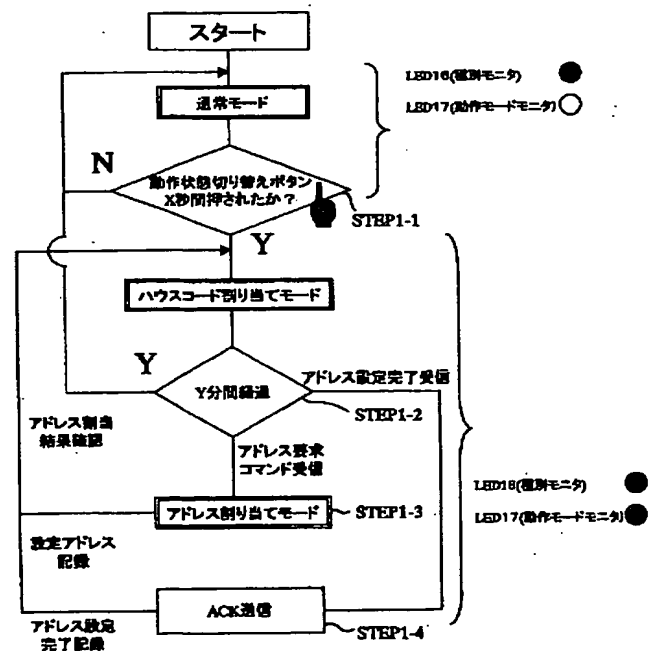 スタート
通常モード
LED16(種別モニタ)
LED17(動作モードモニタ)
N
動作状態切り替えボタン
X秒間押されたか？
STEP1-1
Y
ハウスコード割り当てモード
Y
Y分間経過
アドレス設定完了受信
STEP1-2
アドレス割当
結果確認
アドレス要求
コマンド受信
LED16(種別モニタ)
LED17(動作モードモニタ)
アドレス割り当てモード
STEP1-3
設定アドレス
記録
ACK送信
STEP1-4
アドレス設定
完了記録